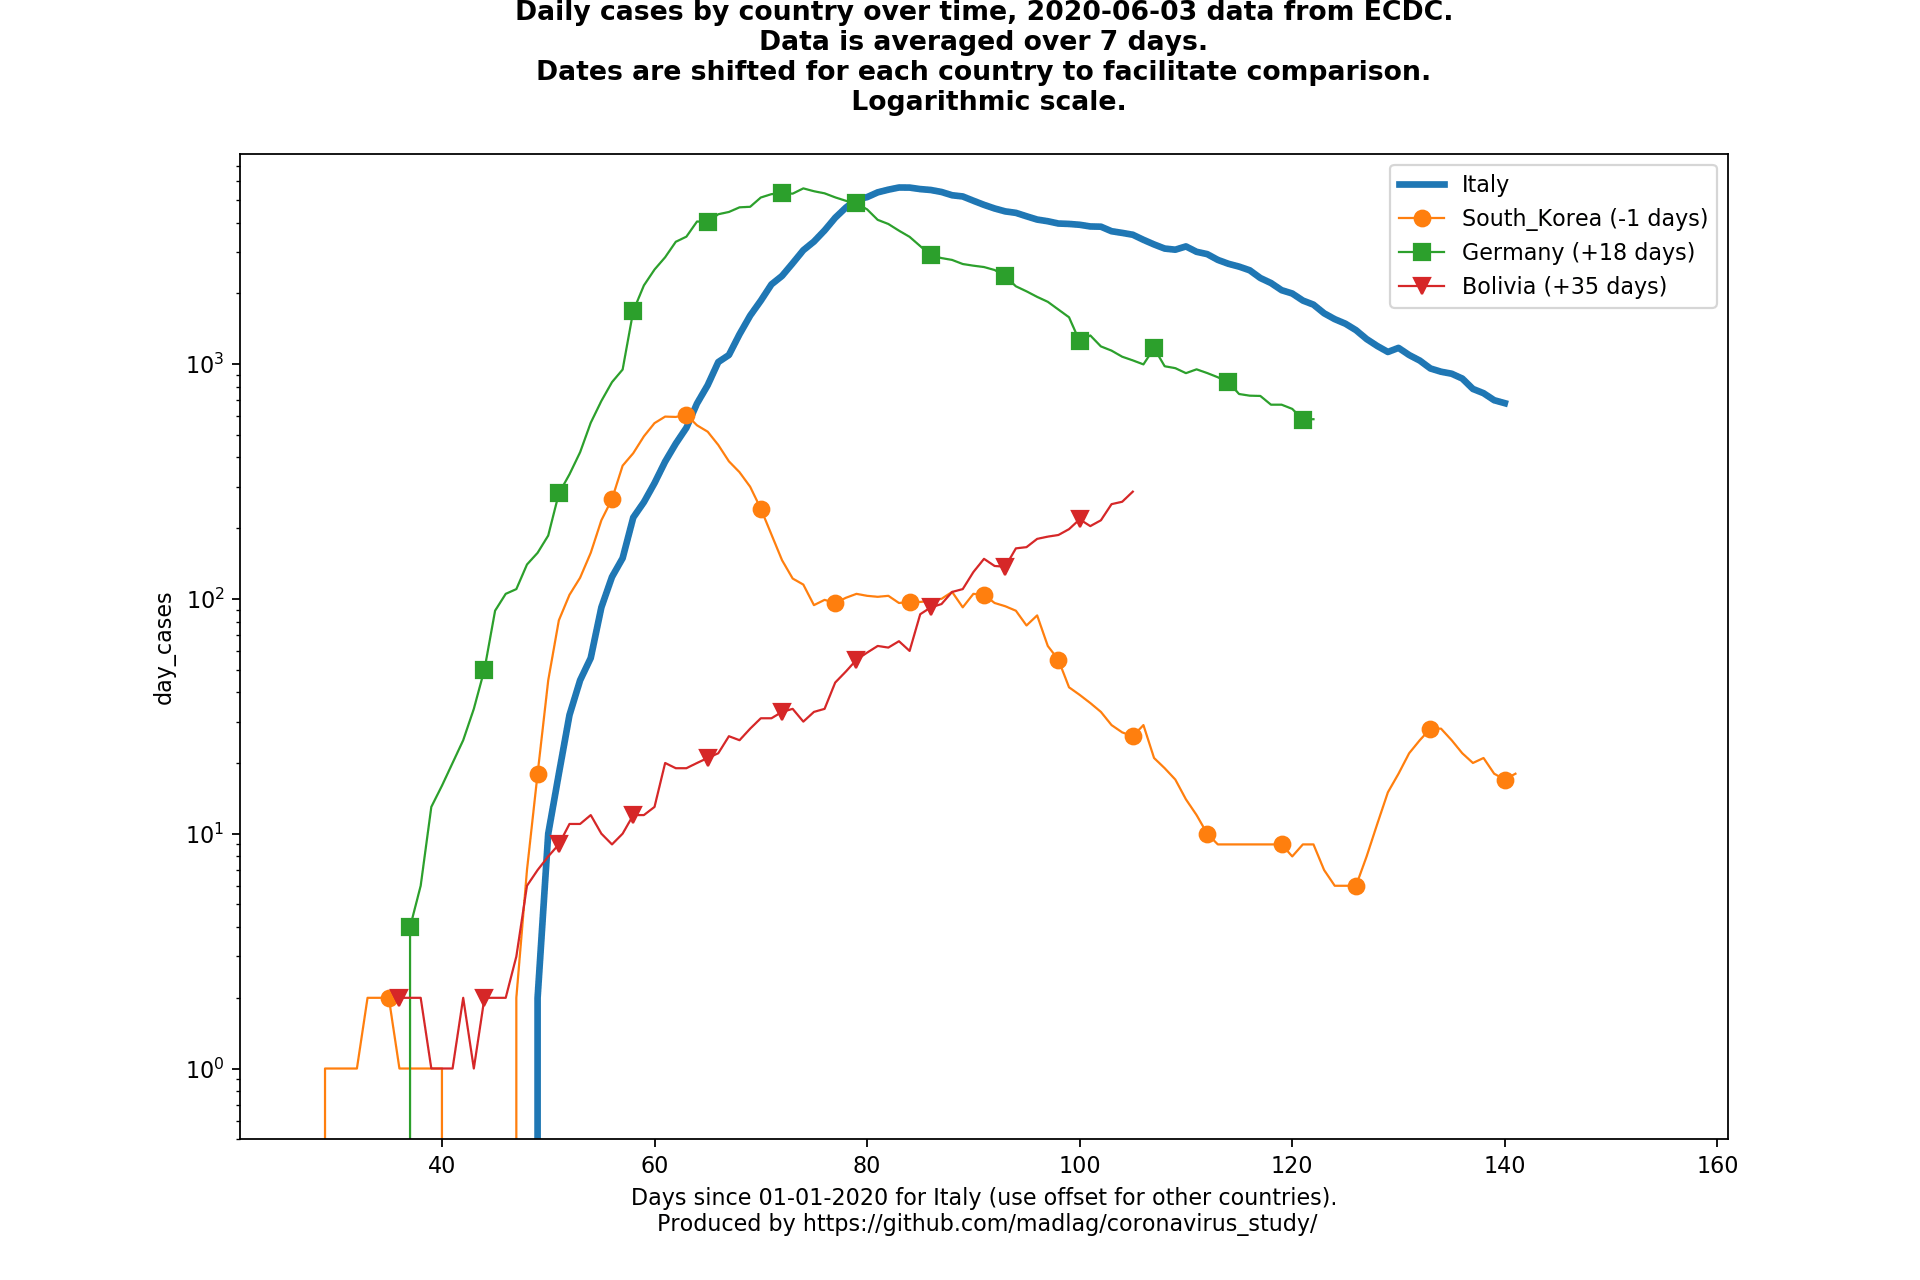 Daily cases by country over time, 2020-06-03 data from ECDC.
Data is averaged over 7 days.
Dates are shifted for each country to facilitate comparison.
Logarithmic scale.
Italy
South_Korea (-1 days)
Germany (+18 days)
Bolivia (+35 days)
day_cases
10³
10²
10¹
10⁰
40 60 80 100 120 140 160
Days since 01-01-2020 for Italy (use offset for other countries).
Produced by https://github.com/madlag/coronavirus_study/